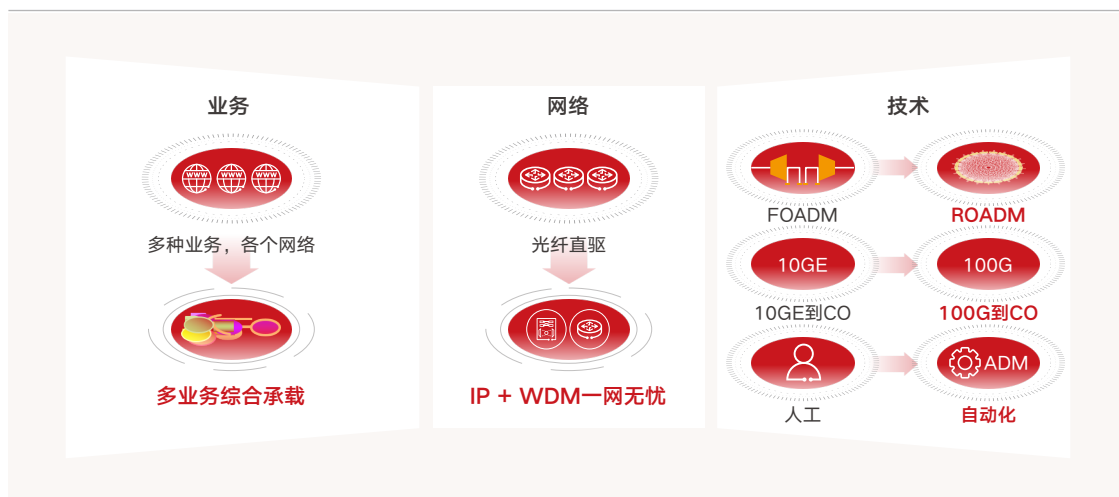 业务
WWW WWW WWW
多种业务，各个网络
多业务综合承载
网络
光纤直驱
IP + WDM一网无忧
技术
FOADM
ROADM
10GE
100G
10GE到CO
100G到CO
ADM
人工
自动化